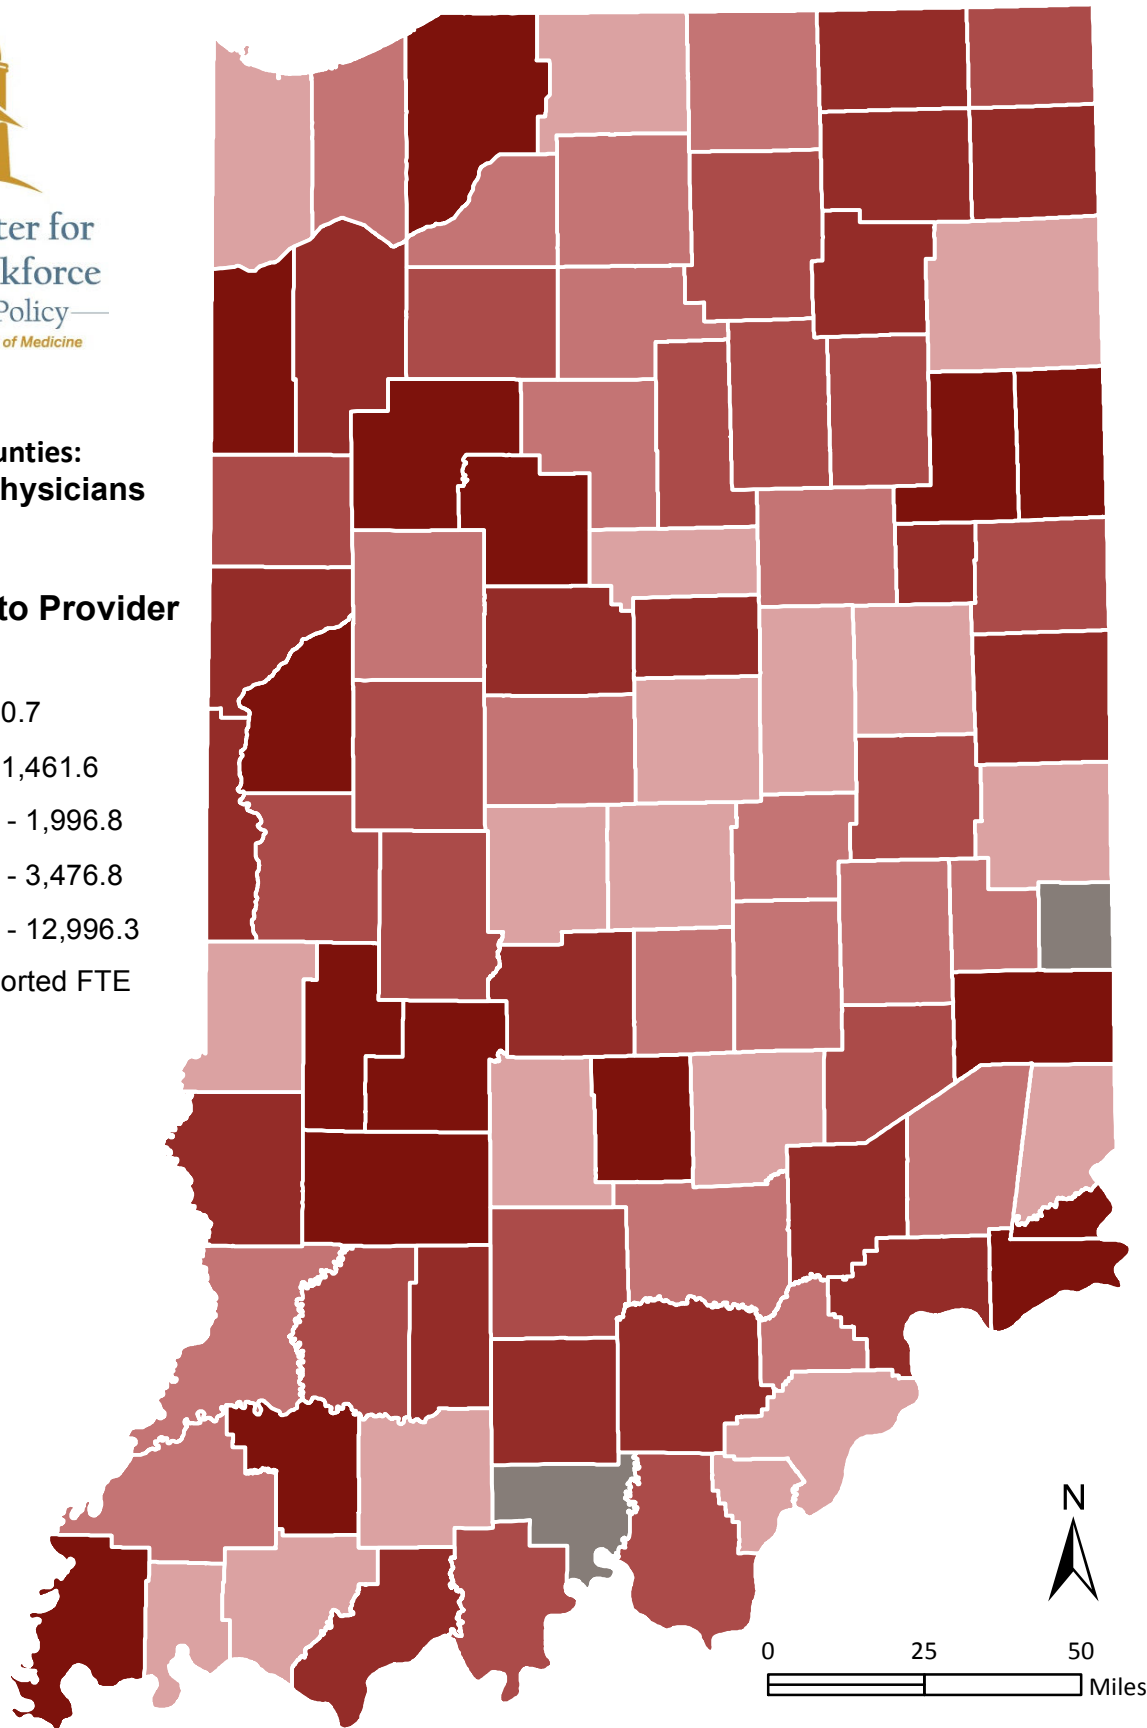 ter for
kforce
Policy
of Medicine
unties:
hysicians
to Provider
0.7
1,461.6
- 1,996.8
- 3,476.8
- 12,996.3
orted FTE
N
0 25 50
Miles